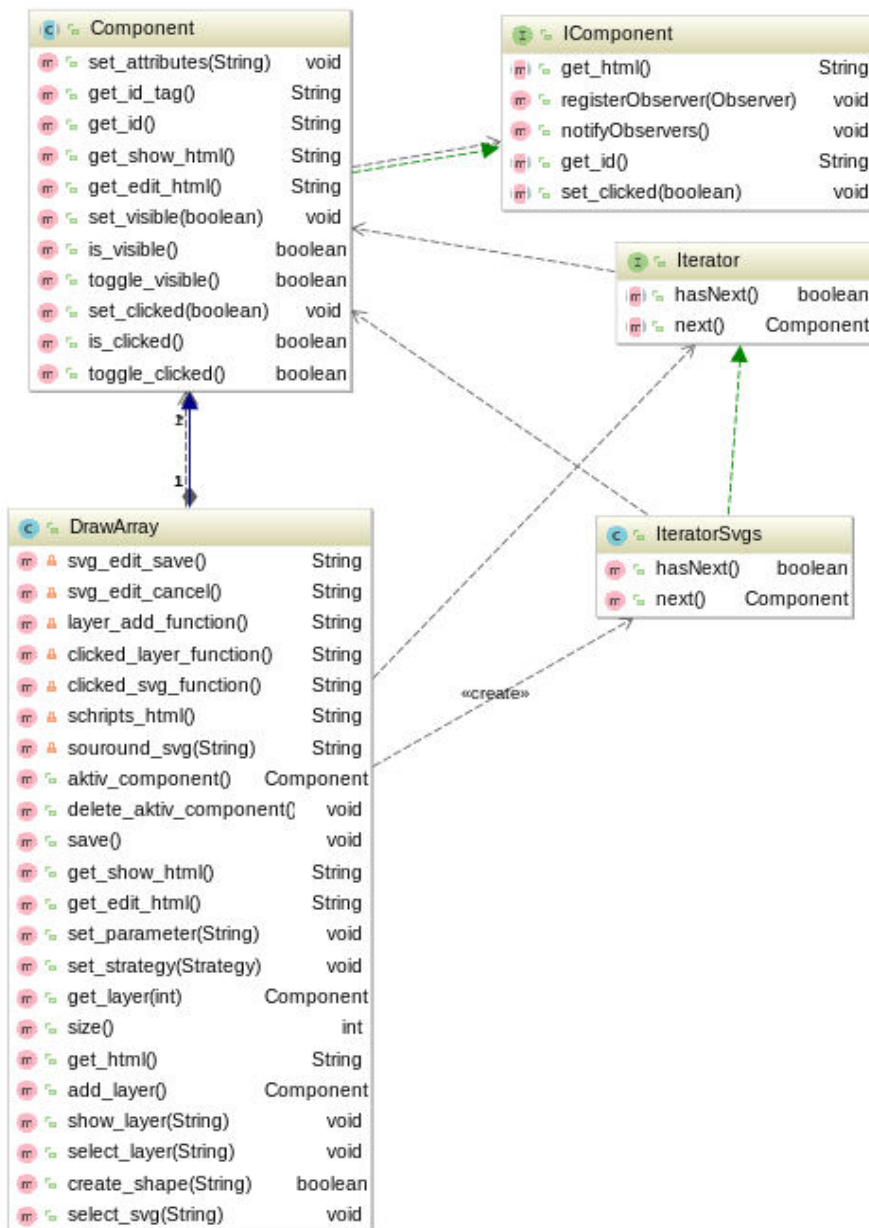 Component
set_attributes(String) void
get_id_tag() String
get_id() String
get_show_html() String
get_edit_html() String
set_visible(boolean) void
is_visible() boolean
toggle_visible() boolean
set_clicked(boolean) void
is_clicked() boolean
toggle_clicked() boolean
IComponent
get_html() String
registerObserver(Observer) void
notifyObservers() void
get_id() String
set_clicked(boolean) void
Iterator
hasNext() boolean
next() Component
1
DrawArray
svg_edit_save() String
svg_edit_cancel() String
layer_add_function() String
clicked_layer_function() String
clicked_svg_function() String
schripts_html() String
souround_svg(String) String
aktiv_component() Component
delete_aktiv_component( void
save() void
get_show_html() String
get_edit_html() String
set_parameter(String) void
set_strategy(Strategy) void
get_layer(int) Component
size() int
get_html() String
add_layer() Component
show_layer(String) void
select_layer(String) void
create_shape(String) boolean
select_svg(String) void
IteratorSvgs
hasNext() boolean
next() Component
«create»